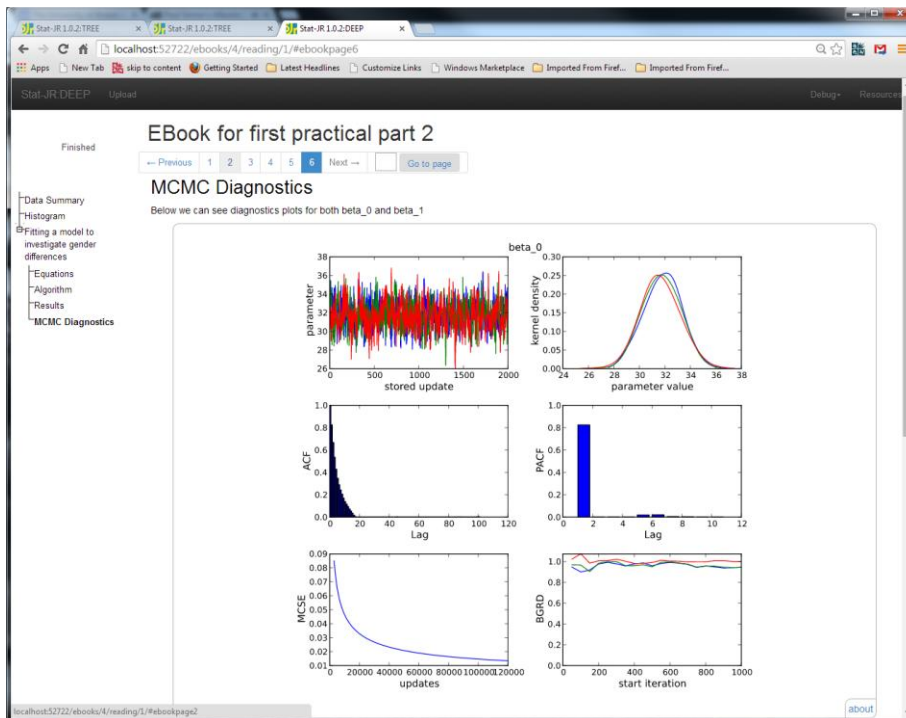 Stat-JR 1.0.2:TREE
Stat-JR 1.0.2:TREE
Stat-JR 1.0.2:DEEP
localhost:52722/ebooks/4/reading/1/#ebookpage6
Apps New Tab skip to content Getting Started Latest Headlines Customize Links Windows Marketplace Imported From Firef... Imported From Firef...
Stat-JR:DEEP Upload Debug Resources
EBook for first practical part 2
Finished
← Previous 1 2 3 4 5 6 Next → Go to page
MCMC Diagnostics
Below we can see diagnostics plots for both beta_0 and beta_1
Data Summary
Histogram
Fitting a model to
investigate gender
differences
Equations
Algorithm
Results
MCMC Diagnostics
beta_0
38
36
34
32
30
28
26
parameter
0 500 1000 1500 2000
stored update
0.30
0.25
0.20
0.15
0.10
0.05
0.00
kernel density
24 26 28 30 32 34 36 38
parameter value
1.0
0.8
0.6
0.4
0.2
0.0
ACF
0 20 40 60 80 100 120
Lag
1.0
0.8
0.6
0.4
0.2
0.0
PACF
0 2 4 6 8 10 12
Lag
0.09
0.08
0.07
0.06
0.05
0.04
0.03
0.02
0.01
MCSE
0 20000 40000 60000 80000 100000 120000
updates
1.0
0.8
0.6
0.4
0.2
0.0
BGRD
0 200 400 600 800 1000
start iteration
about
localhost:52722/ebooks/4/reading/1/#ebookpage2